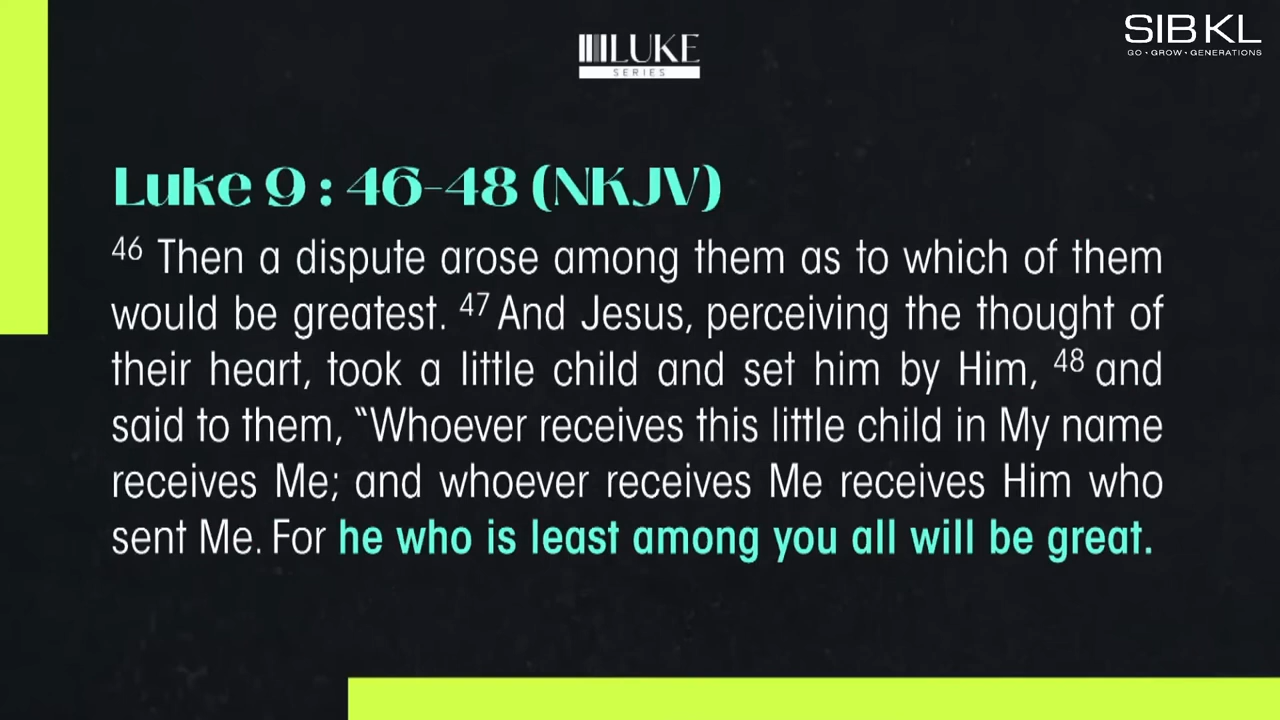 LUKE
SERIES
SIB KL
GO • GROW • GENERATIONS
Luke 9 : 46-48 (NKJV)
46 Then a dispute arose among them as to which of them
would be greatest. 47 And Jesus, perceiving the thought of
their heart, took a little child and set him by Him, 48 and
said to them, “Whoever receives this little child in My name
receives Me; and whoever receives Me receives Him who
sent Me. For he who is least among you all will be great.